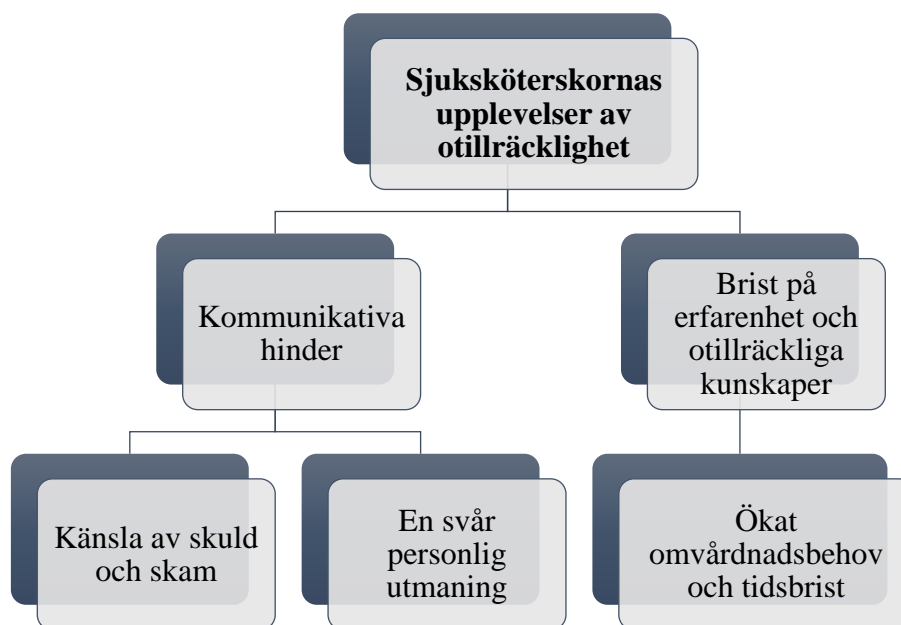 Sjuksköterskornas
upplevelser av
otillräcklighet
Kommunikativa
hinder
Brist på
erfarenhet och
otillräckliga
kunskaper
Känsla av skuld
och skam
En svår
personlig
utmaning
Ökat
omvårdnadsbehov
och tidsbrist